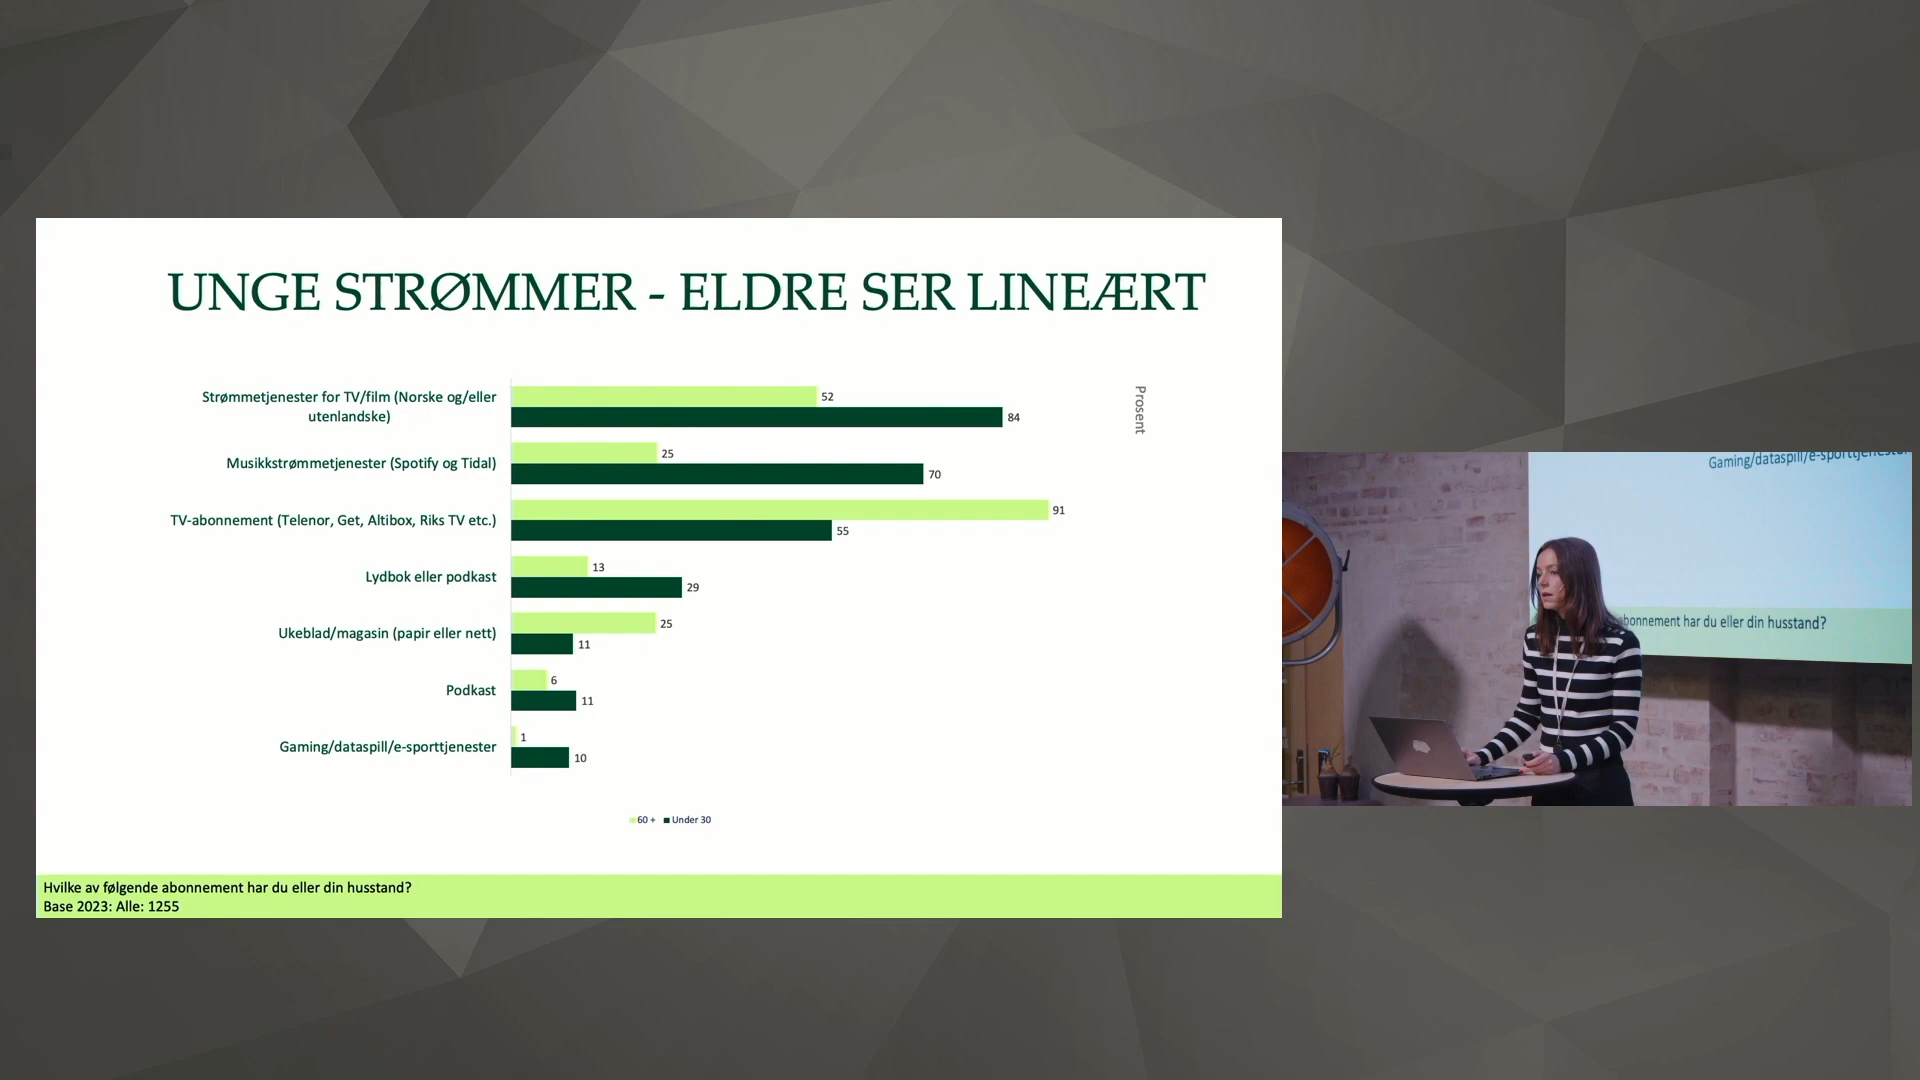 UNGE STRØMMER - ELDRE SER LINEÆRT
Prosent
Strømmetjenester for TV/film (Norske og/eller
utenlandske)
52
84
Musikkstrømmetjenester (Spotify og Tidal)
25
70
TV-abonnement (Telenor, Get, Altibox, Riks TV etc.)
91
55
Lydbok eller podkast
13
29
Ukeblad/magasin (papir eller nett)
25
11
Podkast
6
11
Gaming/dataspill/e-sporttjenester
1
10
60 + Under 30
Hvilke av følgende abonnement har du eller din husstand?
Base 2023: Alle: 1255
Gaming/dataspill/e-sporttjenester
bonnement har du eller din husstand?